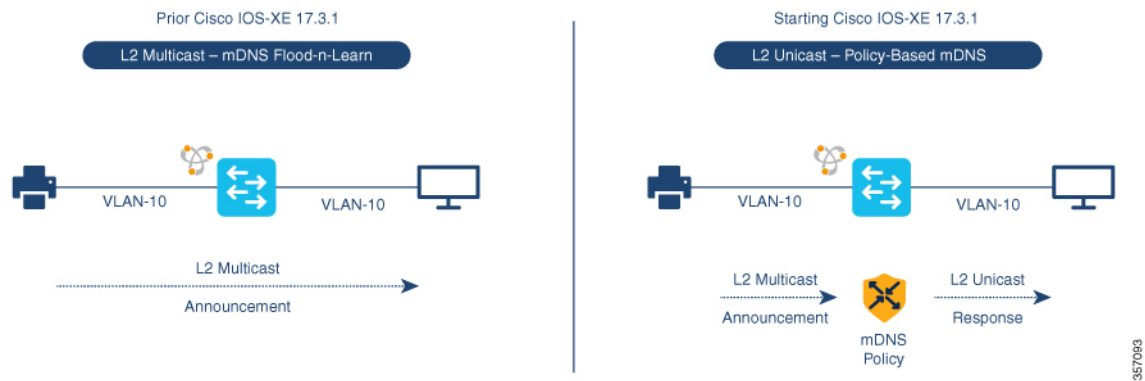 Prior Cisco IOS-XE 17.3.1
L2 Multicast – mDNS Flood-n-Learn
VLAN-10
VLAN-10
L2 Multicast
Announcement
Starting Cisco IOS-XE 17.3.1
L2 Unicast – Policy-Based mDNS
VLAN-10
VLAN-10
L2 Multicast
Announcement
mDNS
Policy
L2 Unicast
Response
357093